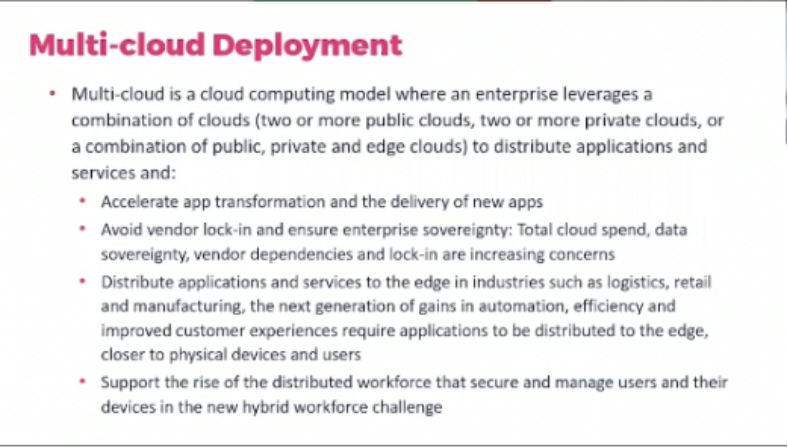 Multi-cloud Deployment
• Multi-cloud is a cloud computing model where an enterprise leverages a
combination of clouds (two or more public clouds, two or more private clouds, or
a combination of public, private and edge clouds) to distribute applications and
services and:
• Accelerate app transformation and the delivery of new apps
• Avoid vendor lock-in and ensure enterprise sovereignty: Total cloud spend, data
sovereignty, vendor dependencies and lock-in are increasing concerns
• Distribute applications and services to the edge in industries such as logistics, retail
and manufacturing, the next generation of gains in automation, efficiency and
improved customer experiences require applications to be distributed to the edge,
closer to physical devices and users
• Support the rise of the distributed workforce that secure and manage users and their
devices in the new hybrid workforce challenge